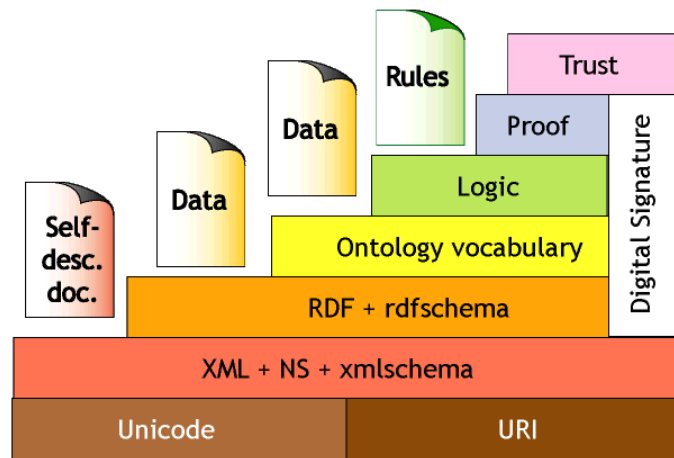 Trust
Rules
Proof
Data
Logic
Data
Self-
desc.
doc.
Ontology vocabulary
Digital Signature
RDF + rdfschema
XML + NS + xmlschema
Unicode
URI